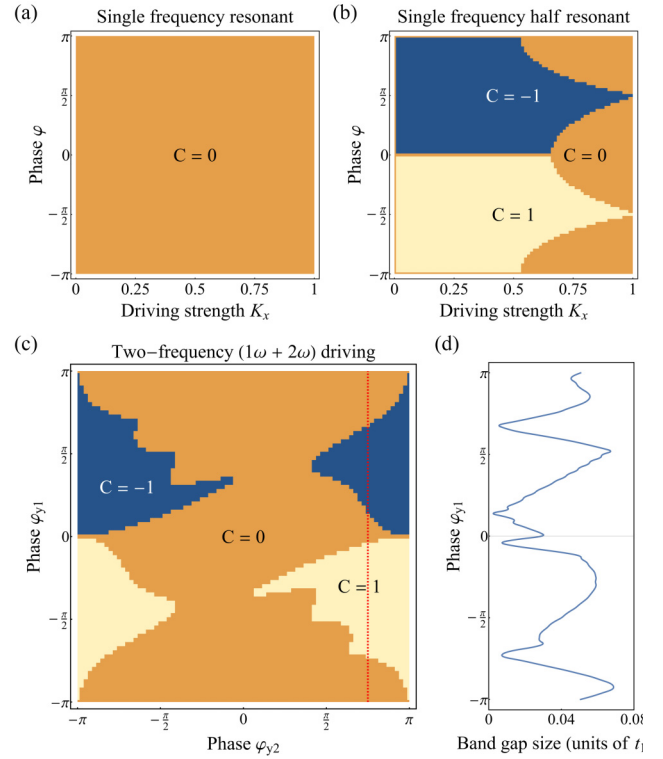 (a) Single frequency resonant
π
π/2
0
−π/2
−π
Phase φ
C = 0
0 0.25 0.5 0.75 1
Driving strength Kx
(b) Single frequency half resonant
π
π/2
0
−π/2
−π
Phase φ
C = −1
C = 0
C = 1
0 0.25 0.5 0.75 1
Driving strength Kx
(c) Two−frequency (1ω + 2ω) driving
π
π/2
0
−π/2
−π
Phase φy1
C = −1
C = 0
C = 1
−π −π/2 0 π/2 π
Phase φy2
(d)
π
π/2
0
−π/2
−π
Phase φy1
0 0.04 0.08
Band gap size (units of t